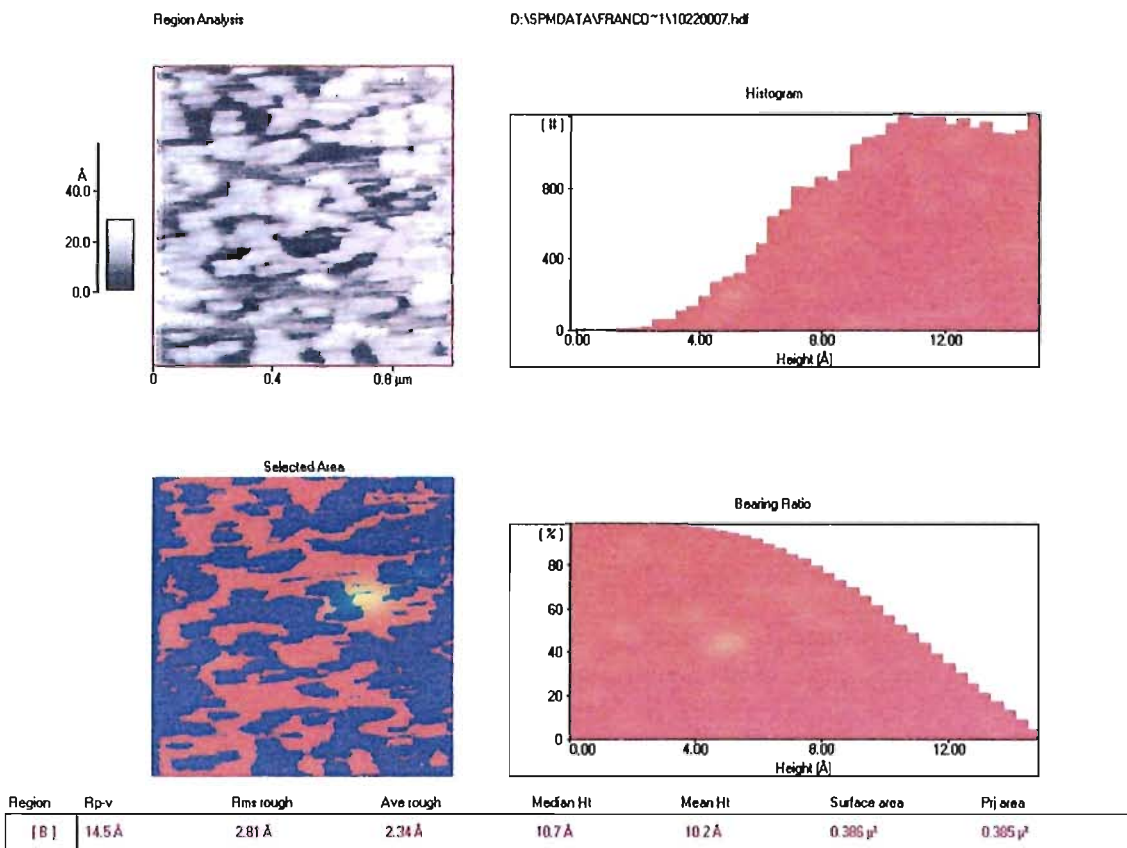 Region Analysis
D:\SPMDATA\FRANCO~1\10220007.hdf
Å
40.0
20.0
0.0
0 0.4 0.8 µm
Histogram
(#)
800
400
0
0.00 4.00 8.00 12.00
Height [Å]
Selected Area
Bearing Ratio
(%)
80
60
40
20
0
0.00 4.00 8.00 12.00
Height [Å]
Region Rp-v Rms rough Ave rough Median Ht Mean Ht Surface area Prj area
[B] 14.5 Å 2.81 Å 2.34 Å 10.7 Å 10.2 Å 0.386 µ² 0.385 µ²